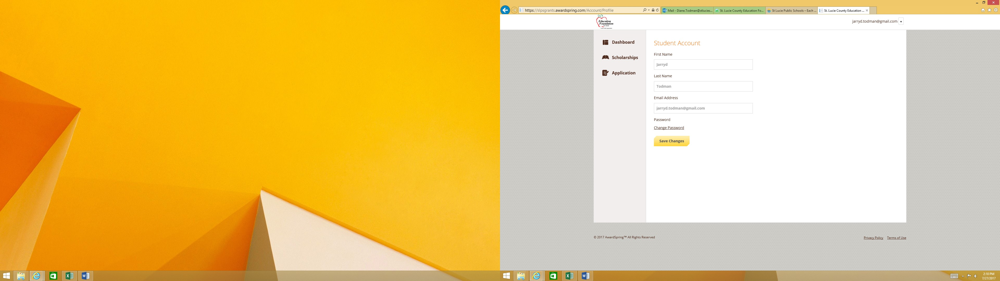 https://slpsgrants.awardspring.com/Account/Profile
Mail - Diane.Todman@stlucies...
St. Lucie County Education Fo...
St Lucie Public Schools – Each ...
St. Lucie County Education ...
Education
Foundation
St. Lucie
jarryd.todman@gmail.com
Dashboard
Scholarships
Application
Student Account
First Name
Jarryd
Last Name
Todman
Email Address
jarryd.todman@gmail.com
Password
Change Password
Save Changes
© 2017 AwardSpring™ All Rights Reserved
Privacy Policy
Terms of Use
2:10 PM
7/27/2017